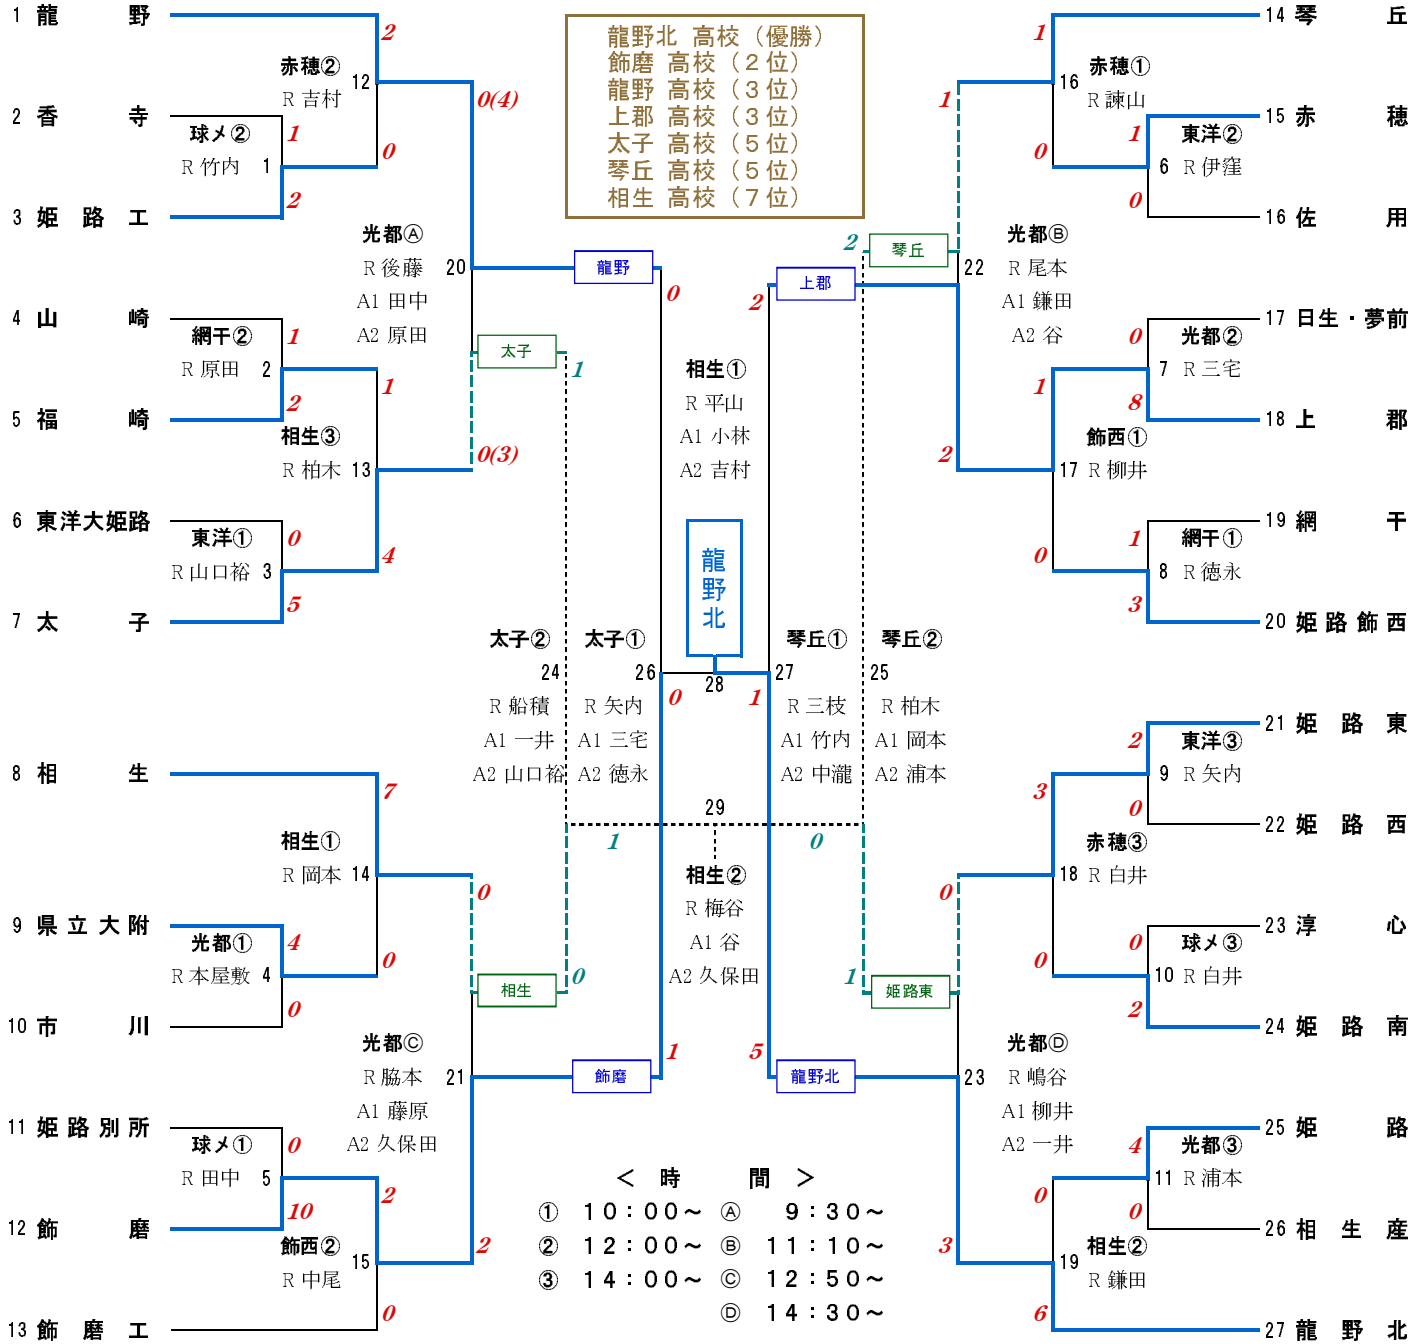 龍野北 高校（優勝）
飾磨 高校（２位）
龍野 高校（３位）
上郡 高校（３位）
太子 高校（５位）
琴丘 高校（５位）
相生 高校（７位）
1 龍野
2
赤穂②
12
R 吉村
0(4)
2 香寺
球メ②
1
R 竹内 1
0
3 姫路工
2
光都Ⓐ
R 後藤 20
A1 田中
A2 原田
龍野
0
太子
1
4 山崎
網干②
1
R 原田 2
1
5 福崎
2
相生③
R 柏木 13
0(3)
6 東洋大姫路
東洋①
0
R 山口裕 3
4
7 太子
5
太子②
24
R 船積
A1 一井
A2 山口裕
太子①
26
R 矢内
A1 三宅
A2 徳永
8 相生
7
相生①
R 岡本 14
0
9 県立大附
光都①
4
R 本屋敷 4
0
10 市川
0
相生
0
光都Ⓒ
R 脇本 21
A1 藤原
A2 久保田
飾磨
1
11 姫路別所
球メ①
0
R 田中 5
2
12 飾磨
10
飾西②
15
R 中尾
2
13 飾磨工
0
相生①
R 平山
A1 小林
A2 吉村
龍野北
28
0
1
29
1
0
相生②
R 梅谷
A1 谷
A2 久保田
14 琴丘
1
赤穂①
16
R 諫山
1
15 赤穂
1
東洋②
6 R 伊窪
0
16 佐用
0
琴丘
2
上郡
2
光都Ⓑ
22 R 尾本
A1 鎌田
A2 谷
17 日生・夢前
0
光都②
7 R 三宅
1
18 上郡
8
飾西①
17 R 柳井
2
19 網干
1
網干①
8 R 徳永
0
20 姫路飾西
3
琴丘①
27
R 三枝
A1 竹内
A2 中瀧
琴丘②
25
R 柏木
A1 岡本
A2 浦本
21 姫路東
2
東洋③
9 R 矢内
3
22 姫路西
0
赤穂③
18 R 白井
0
23 淳心
0
球メ③
10 R 白井
0
24 姫路南
2
姫路東
1
光都Ⓓ
23 R 嶋谷
A1 柳井
A2 一井
龍野北
5
25 姫路
4
光都③
11 R 浦本
0
26 相生産
0
相生②
19
R 鎌田
3
27 龍野北
6
＜ 時 間 ＞
① １０：００～ Ⓐ ９：３０～
② １２：００～ Ⓑ １１：１０～
③ １４：００～ Ⓒ １２：５０～
Ⓓ １４：３０～